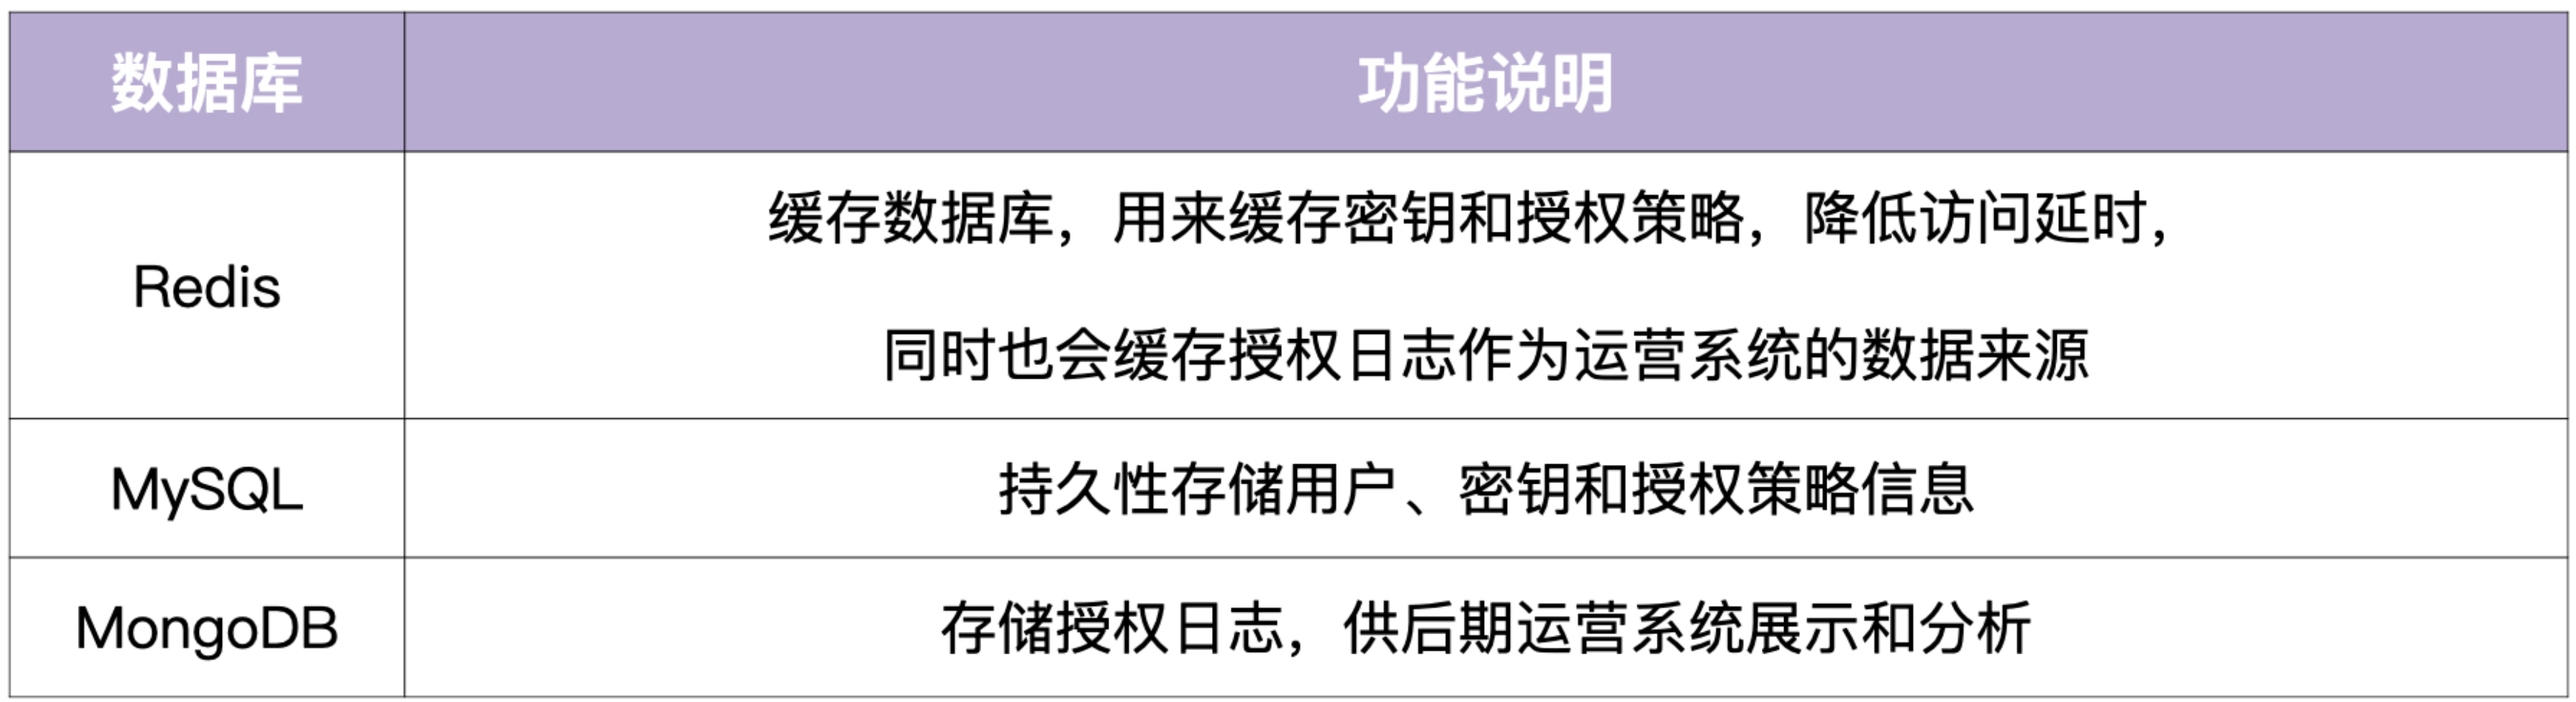 数据库
功能说明
Redis
缓存数据库，用来缓存密钥和授权策略，降低访问延时，
同时也会缓存授权日志作为运营系统的数据来源
MySQL
持久性存储用户、密钥和授权策略信息
MongoDB
存储授权日志，供后期运营系统展示和分析